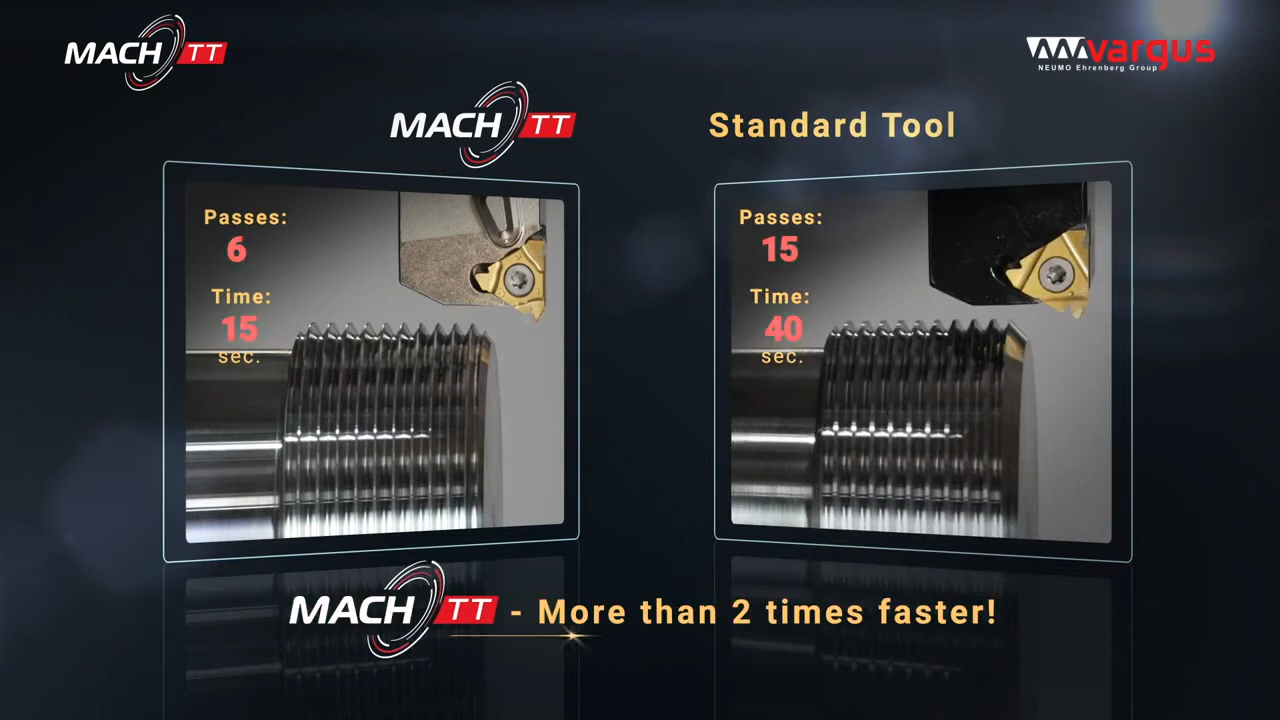 MACH TT
vargus
NEUMO Ehrenberg Group
MACH TT
Standard Tool
Passes:
6
Time:
15
sec.
Passes:
15
Time:
40
sec.
MACH TT - More than 2 times faster!